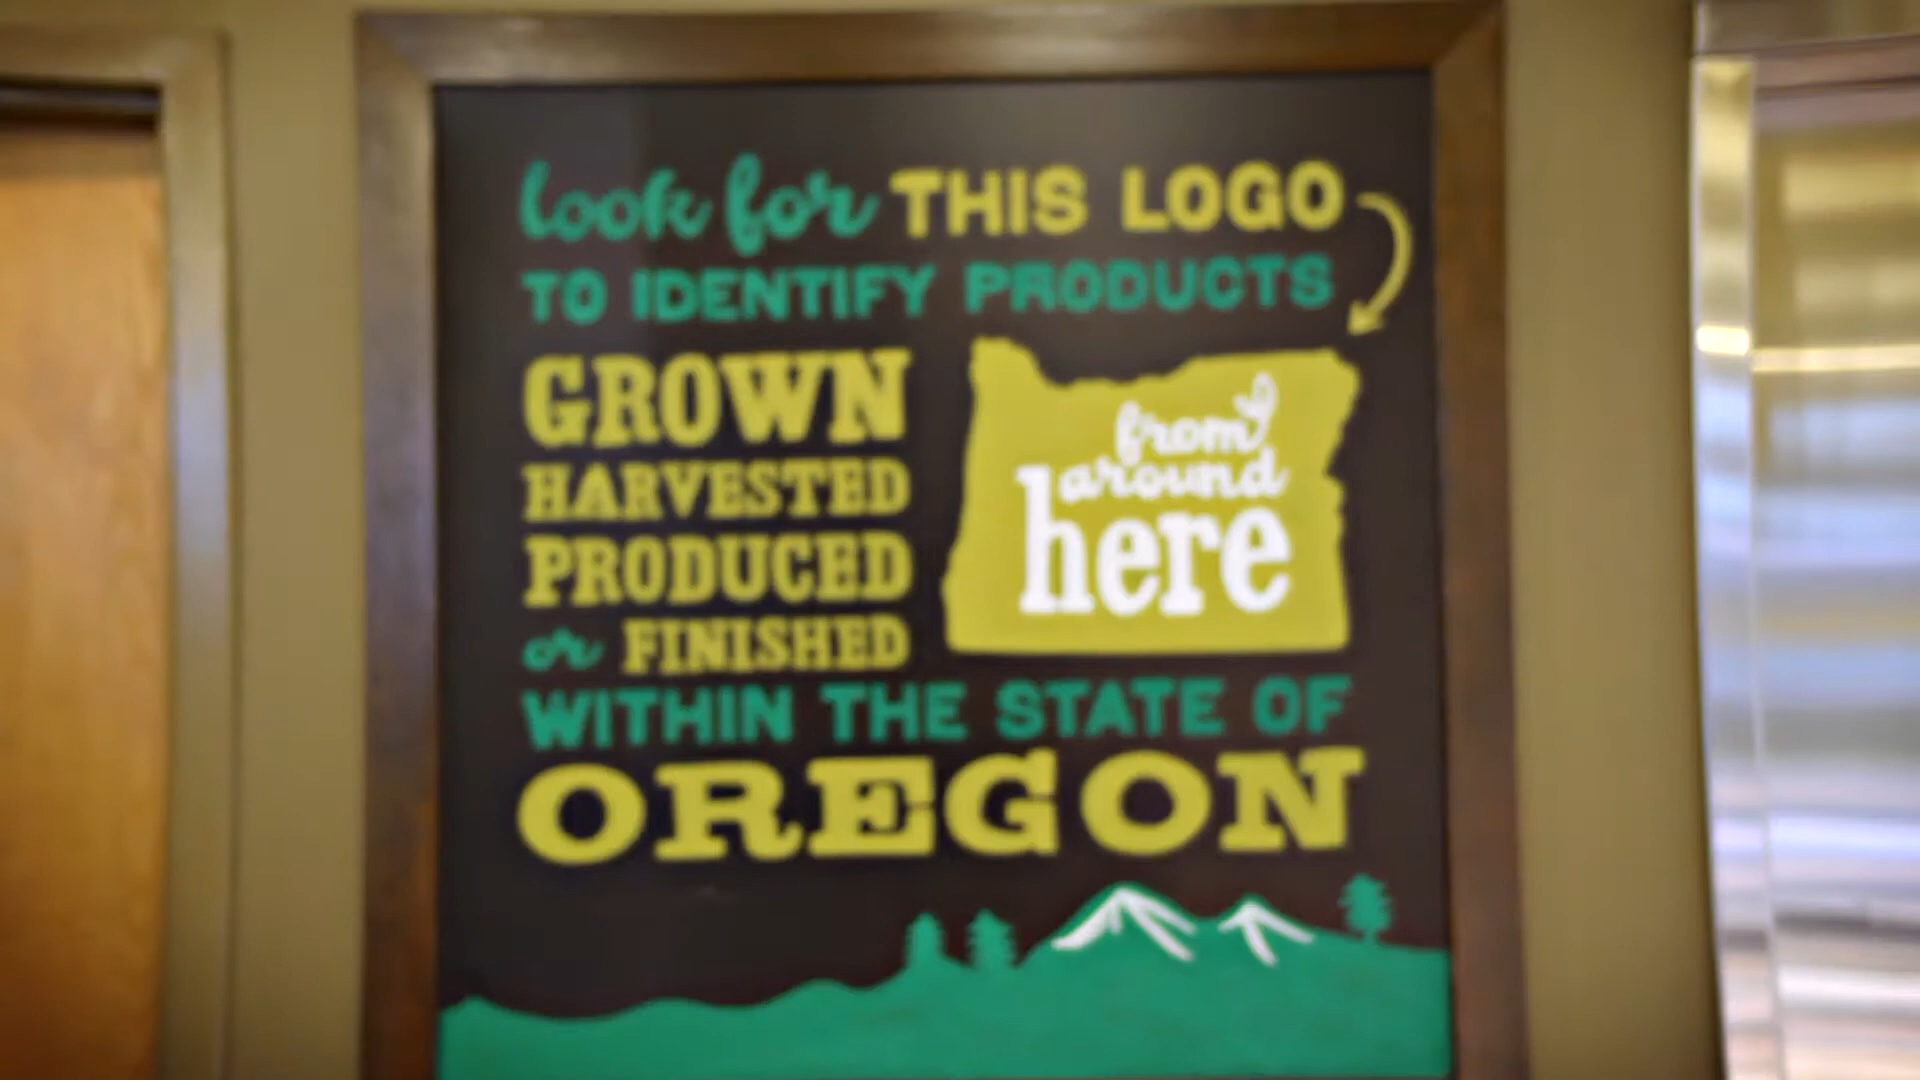 look for THIS LOGO
TO IDENTIFY PRODUCTS
GROWN
HARVESTED
PRODUCED
or FINISHED
from
around
here
WITHIN THE STATE OF
OREGON